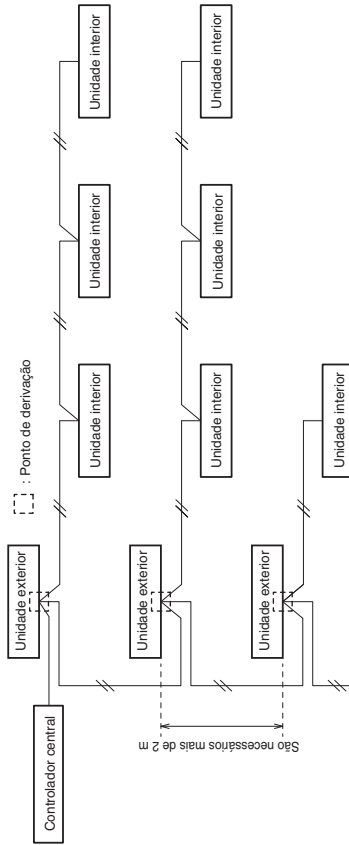 : Ponto de derivação
Controlador central
Unidade exterior
Unidade interior
Unidade interior
Unidade interior
Unidade exterior
Unidade interior
Unidade interior
Unidade interior
São necessários mais de 2 m
Unidade exterior
Unidade interior